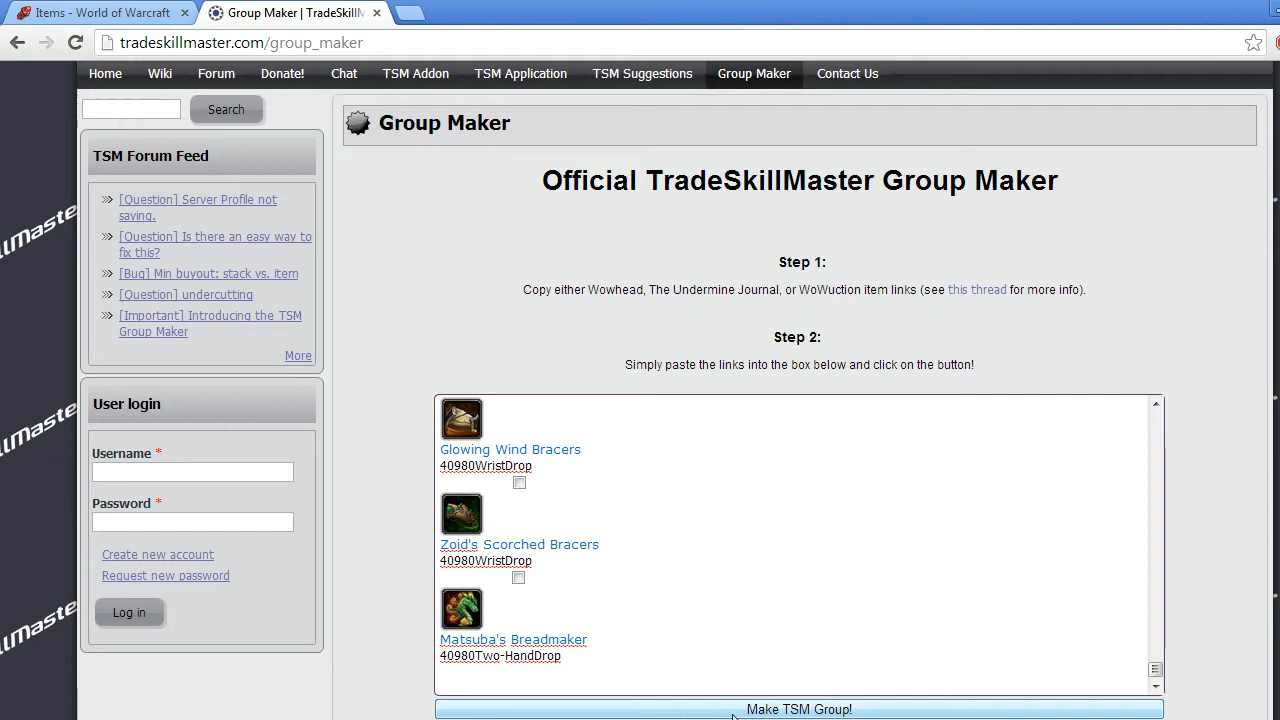 Items - World of Warcraft
Group Maker | TradeSkillM
tradeskillmaster.com/group_maker
Home Wiki Forum Donate! Chat TSM Addon TSM Application TSM Suggestions Group Maker Contact Us
Search
TSM Forum Feed
[Question] Server Profile not
saving.
[Question] Is there an easy way to
fix this?
[Bug] Min buyout: stack vs. item
[Question] undercutting
[Important] Introducing the TSM
Group Maker
More
User login
Username *
Password *
Create new account
Request new password
Log in
Group Maker
Official TradeSkillMaster Group Maker
Step 1:
Copy either Wowhead, The Undermine Journal, or WoWuction item links (see this thread for more info).
Step 2:
Simply paste the links into the box below and click on the button!
Glowing Wind Bracers
40980WristDrop
Zoid's Scorched Bracers
40980WristDrop
Matsuba's Breadmaker
40980Two-HandDrop
Make TSM Group!